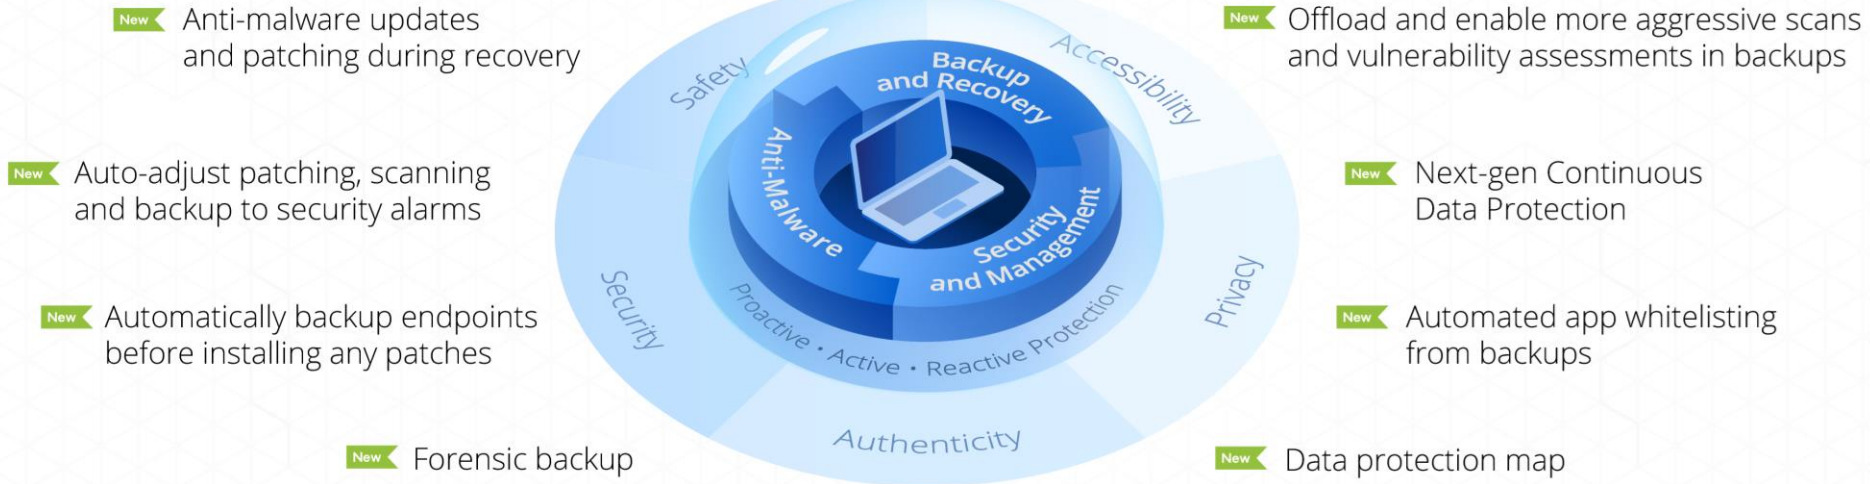 New
Anti-malware updates
and patching during recovery
New
Auto-adjust patching, scanning
and backup to security alarms
New
Automatically backup endpoints
before installing any patches
New
Forensic backup
Safety
Accessibility
Privacy
Authenticity
Security
Backup
and Recovery
Anti-Malware
Security
and Management
Proactive • Active • Reactive Protection
New
Offload and enable more aggressive scans
and vulnerability assessments in backups
New
Next-gen Continuous
Data Protection
New
Automated app whitelisting
from backups
New
Data protection map